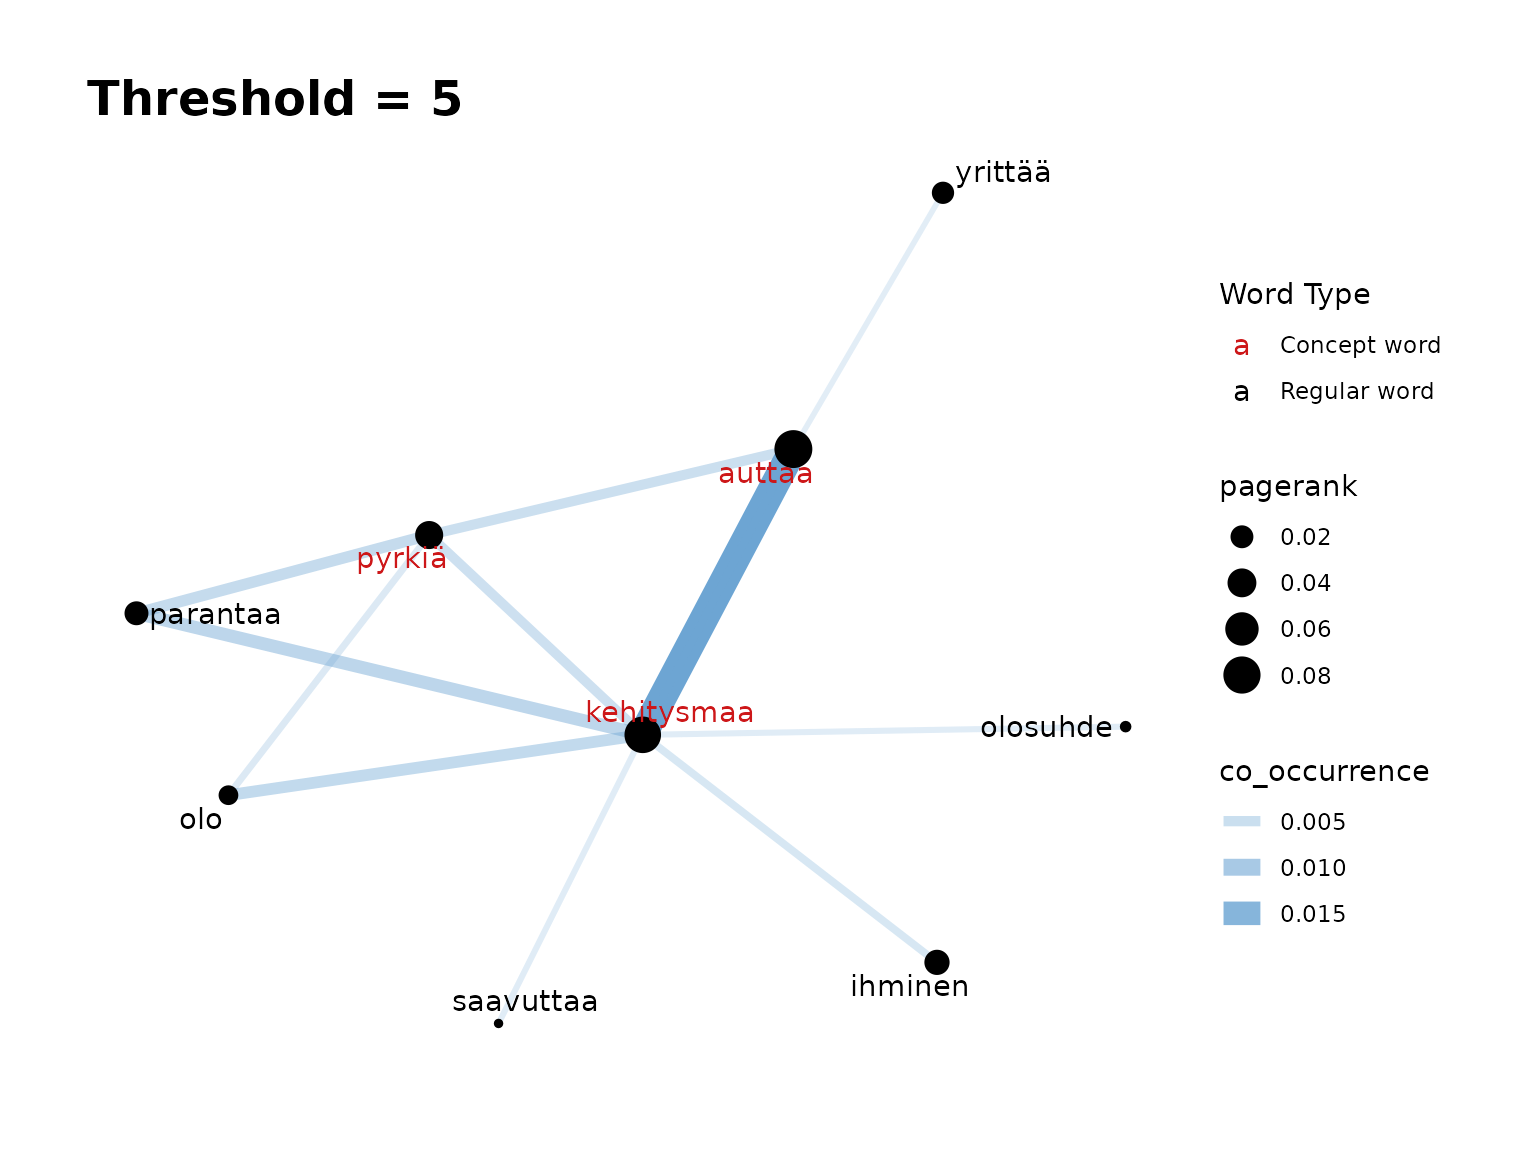 Threshold = 5
yrittää
auttaa
pyrkiä
parantaa
kehitysmaa
olosuhde
olo
ihminen
saavuttaa
Word Type
a Concept word
a Regular word
pagerank
0.02
0.04
0.06
0.08
co_occurrence
0.005
0.010
0.015